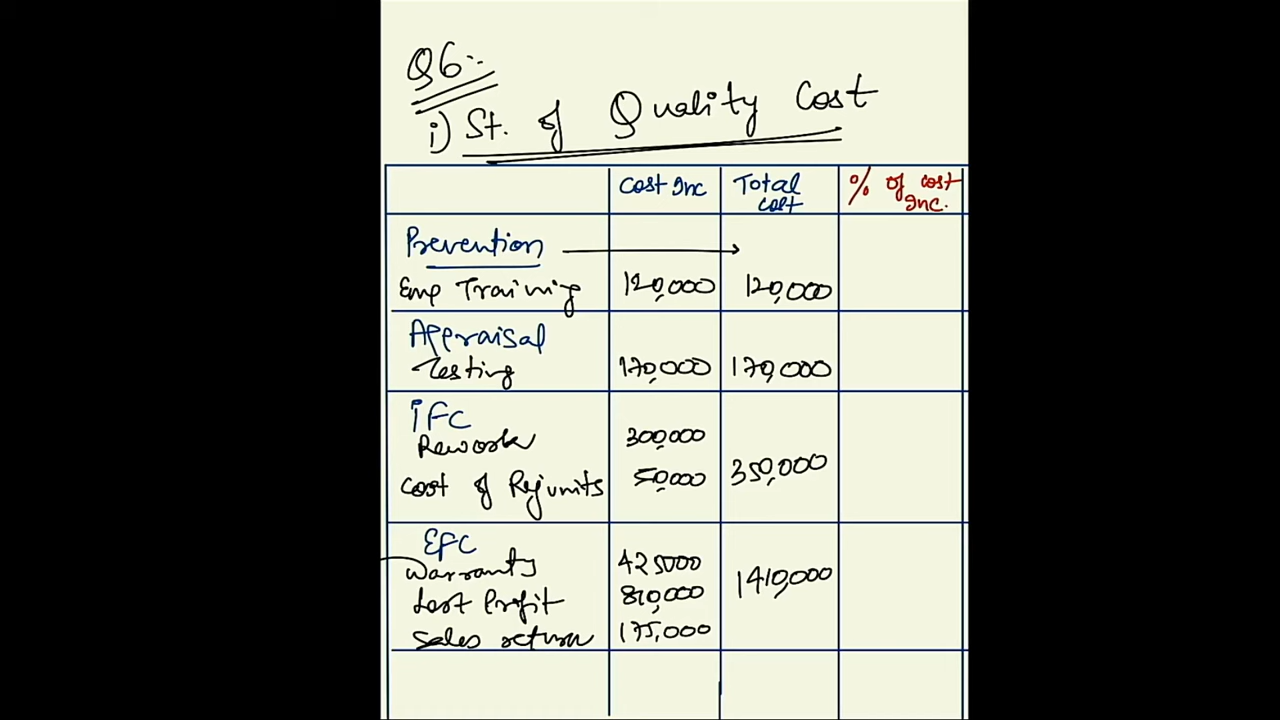 Q6:-
i) St. of Quality Cost
Cost Inc Total cost % of cost Inc.
Prevention
Emp Training 120,000 120,000
Appraisal
Testing 170,000 170,000
IFC
Rework 300,000
Cost of Rej units 50,000 350,000
EFC
Warranty 425000
Lost Profit 810,000 1410,000
Sales return 175,000